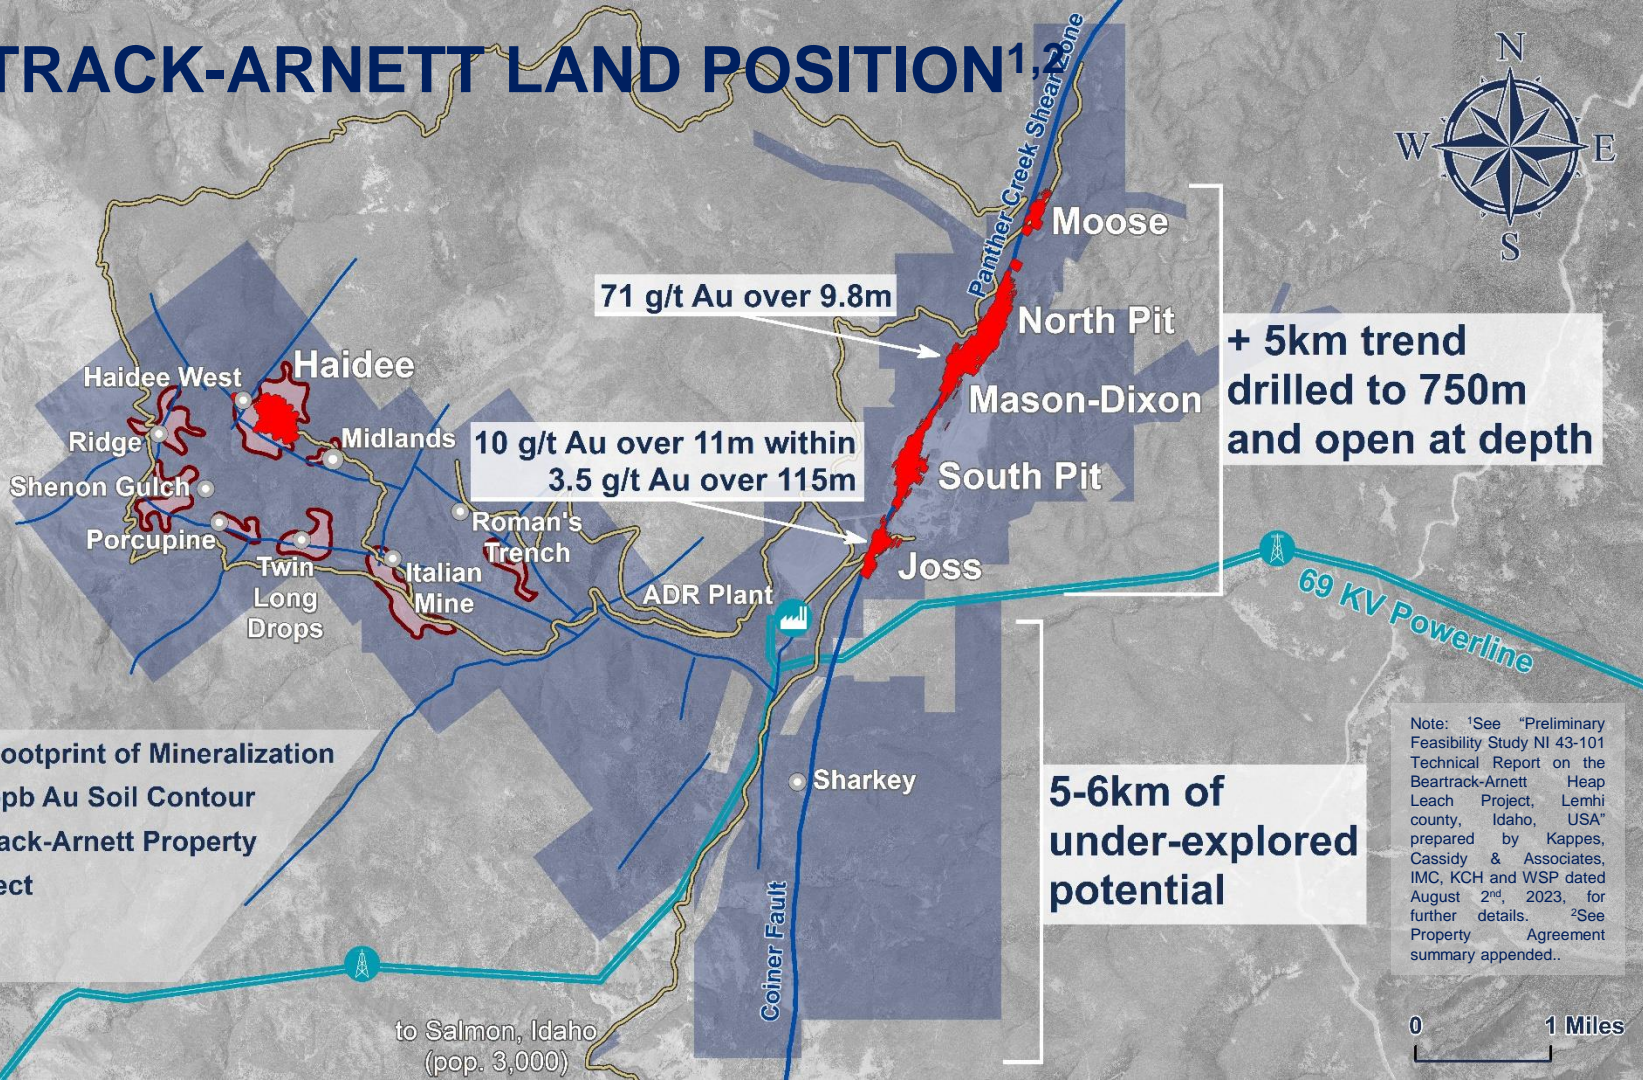 TRACK-ARNETT LAND POSITION1,2
N
W
E
S
Panther Creek Shear Zone
Moose
71 g/t Au over 9.8m
North Pit
+ 5km trend
drilled to 750m
and open at depth
Haidee
Haidee West
Mason-Dixon
Ridge
Midlands
10 g/t Au over 11m within
3.5 g/t Au over 115m
South Pit
Shenon Gulch
Porcupine
Roman's
Trench
Twin
Long
Drops
Italian
Mine
Joss
ADR Plant
69 KV Powerline
ootprint of Mineralization
pb Au Soil Contour
ack-Arnett Property
ect
Sharkey
5-6km of
under-explored
potential
Coiner Fault
Note: 1See “Preliminary
Feasibility Study NI 43-101
Technical Report on the
Beartrack-Arnett Heap
Leach Project, Lemhi
county, Idaho, USA”
prepared by Kappes,
Cassidy & Associates,
IMC, KCH and WSP dated
August 2nd, 2023, for
further details. 2See
Property Agreement
summary appended..
to Salmon, Idaho
(pop. 3,000)
0 1 Miles